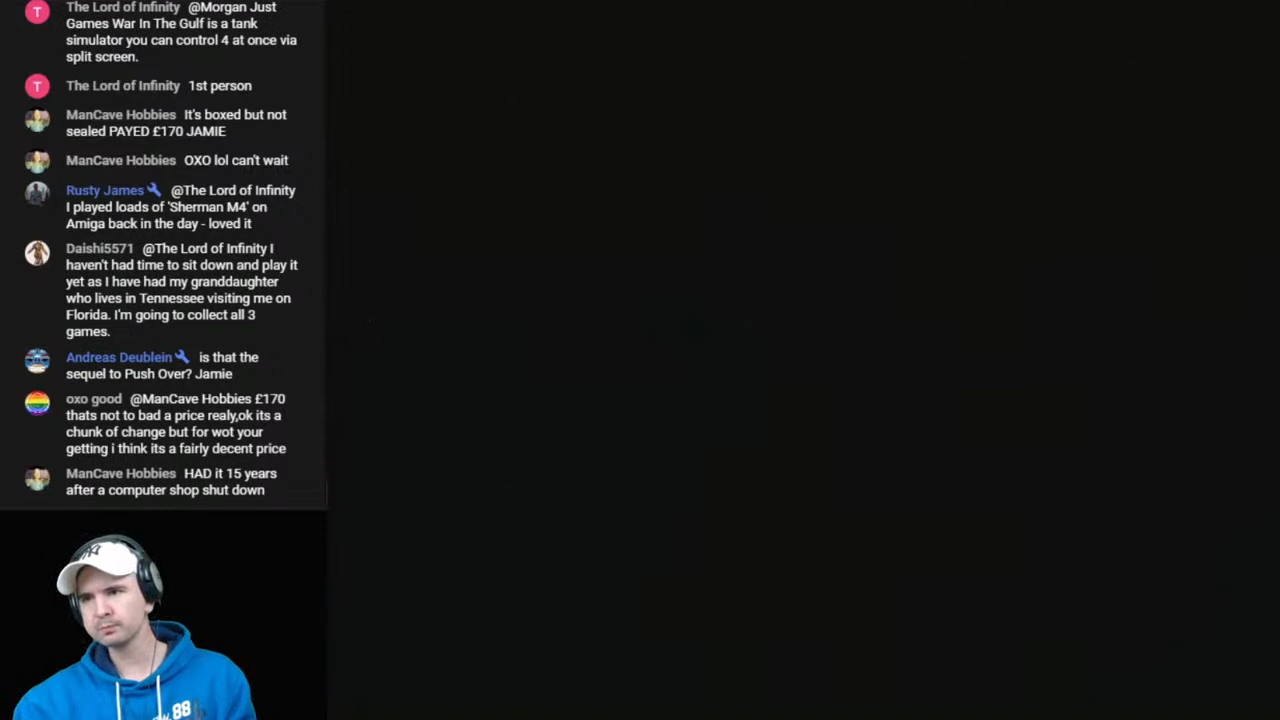 The Lord of Infinity @Morgan Just
Games War In The Gulf is a tank
simulator you can control 4 at once via
split screen.
The Lord of Infinity 1st person
ManCave Hobbies It's boxed but not
sealed PAYED £170 JAMIE
ManCave Hobbies OXO lol can't wait
Rusty James @The Lord of Infinity
I played loads of 'Sherman M4' on
Amiga back in the day - loved it
Daishi5571 @The Lord of Infinity I
haven't had time to sit down and play it
yet as I have had my granddaughter
who lives in Tennessee visiting me on
Florida. I'm going to collect all 3
games.
Andreas Deublein is that the
sequel to Push Over? Jamie
oxo good @ManCave Hobbies £170
thats not to bad a price realy,ok its a
chunk of change but for wot your
getting i think its a fairly decent price
ManCave Hobbies HAD it 15 years
after a computer shop shut down
T
T
NY
88